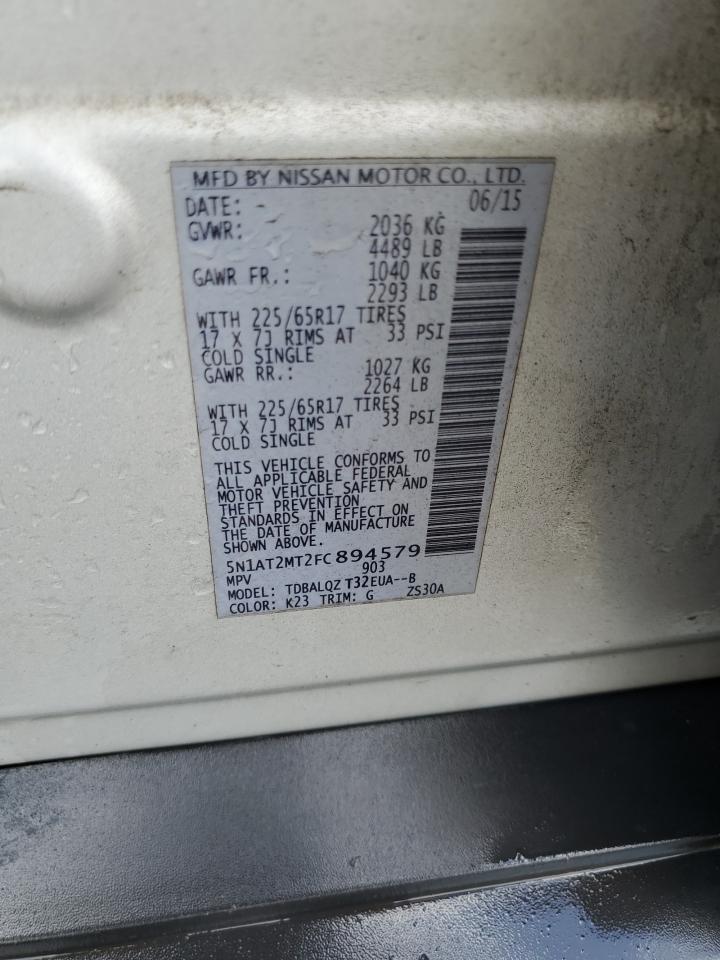 MFD BY NISSAN MOTOR CO., LTD.
DATE: - 06/15
GVWR: 2036 KG
4489 LB
GAWR FR.: 1040 KG
2293 LB
WITH 225/65R17 TIRES
17 X 7J RIMS AT 33 PSI
COLD SINGLE
GAWR RR.: 1027 KG
2264 LB
WITH 225/65R17 TIRES
17 X 7J RIMS AT 33 PSI
COLD SINGLE
THIS VEHICLE CONFORMS TO
ALL APPLICABLE FEDERAL
MOTOR VEHICLE SAFETY AND
THEFT PREVENTION
STANDARDS IN EFFECT ON
THE DATE OF MANUFACTURE
SHOWN ABOVE.
5N1AT2MT2FC894579
MPV 903
MODEL: TDBALQZ T32EUA--B
COLOR: K23 TRIM: G ZS30A